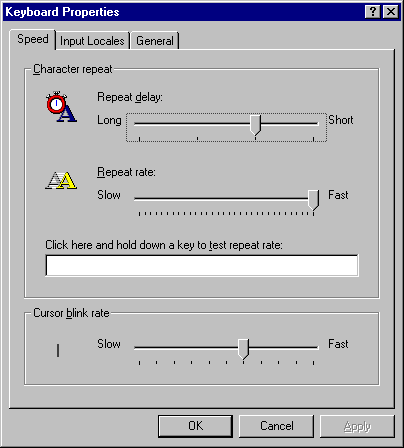 Keyboard Properties
Speed Input Locales General
Character repeat
Repeat delay:
Long Short
Repeat rate:
Slow Fast
Click here and hold down a key to test repeat rate:
Cursor blink rate
Slow Fast
OK Cancel Apply